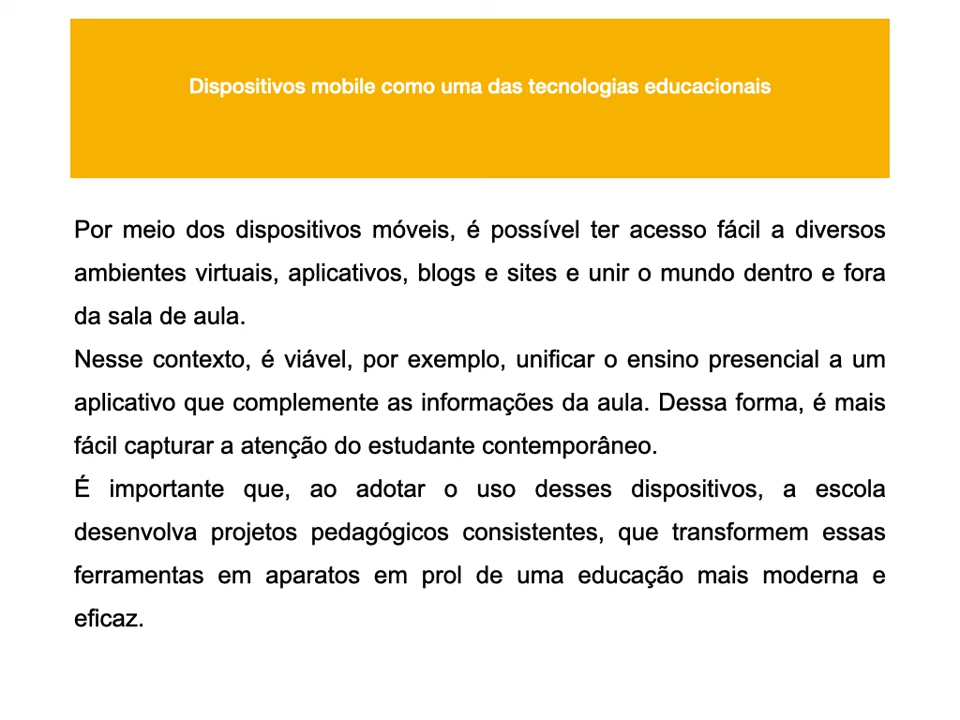 Dispositivos mobile como uma das tecnologias educacionais
Por meio dos dispositivos móveis, é possível ter acesso fácil a diversos
ambientes virtuais, aplicativos, blogs e sites e unir o mundo dentro e fora
da sala de aula.
Nesse contexto, é viável, por exemplo, unificar o ensino presencial a um
aplicativo que complemente as informações da aula. Dessa forma, é mais
fácil capturar a atenção do estudante contemporâneo.
É importante que, ao adotar o uso desses dispositivos, a escola
desenvolva projetos pedagógicos consistentes, que transformem essas
ferramentas em aparatos em prol de uma educação mais moderna e
eficaz.